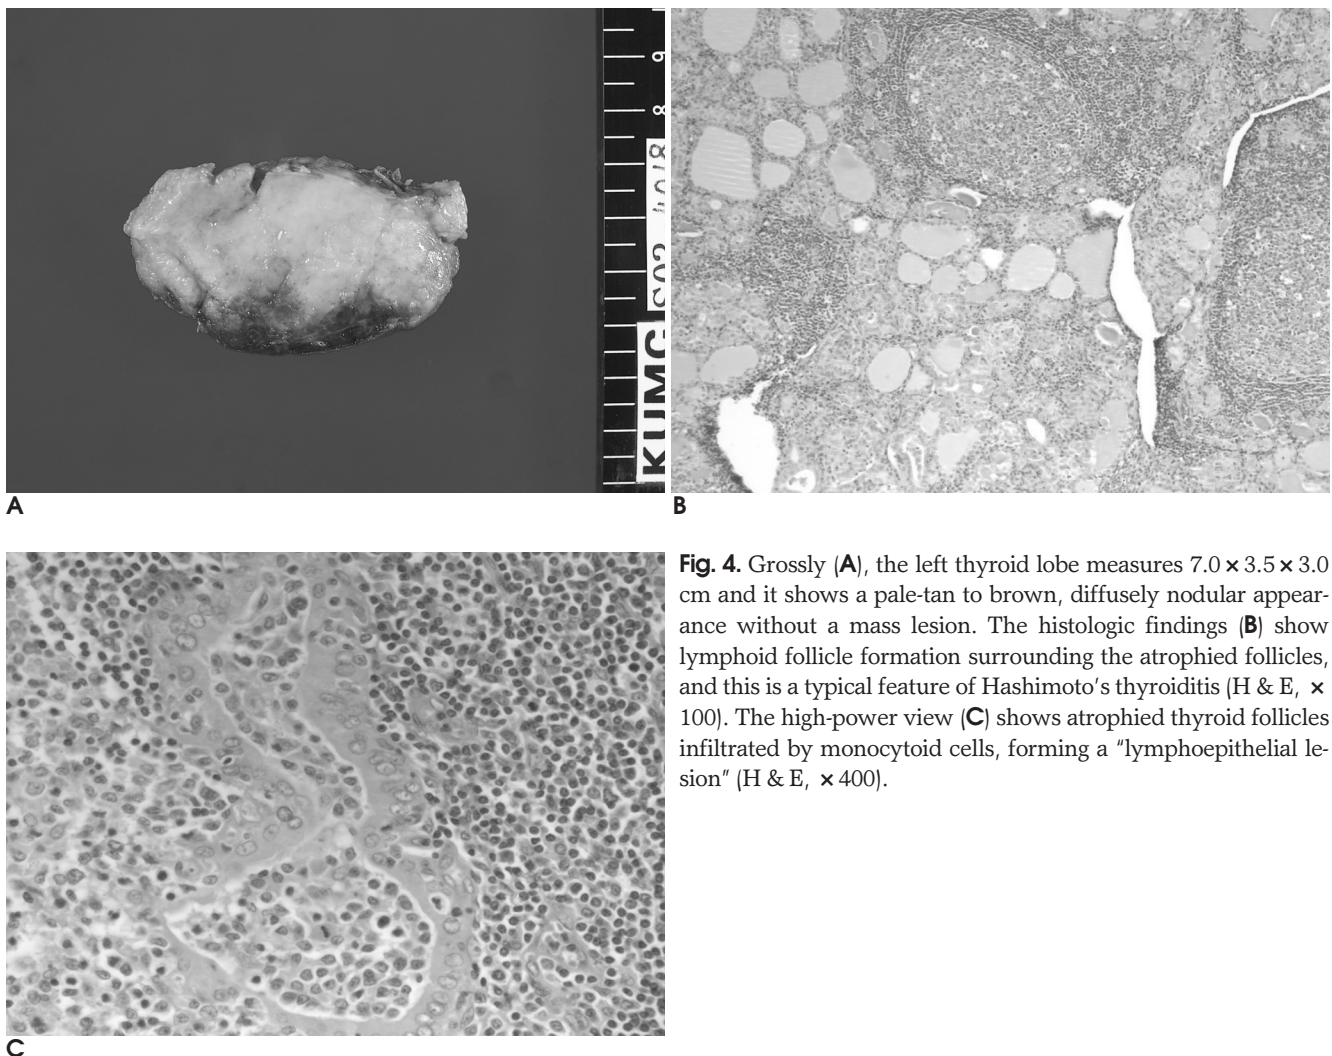 9
8
KUMC
A
B
Fig. 4. Grossly (A), the left thyroid lobe measures 7.0 × 3.5 × 3.0
cm and it shows a pale-tan to brown, diffusely nodular appear-
ance without a mass lesion. The histologic findings (B) show
lymphoid follicle formation surrounding the atrophied follicles,
and this is a typical feature of Hashimoto's thyroiditis (H & E, ×
100). The high-power view (C) shows atrophied thyroid follicles
infiltrated by monocytoid cells, forming a "lymphoepithelial le-
sion" (H & E, × 400).
C